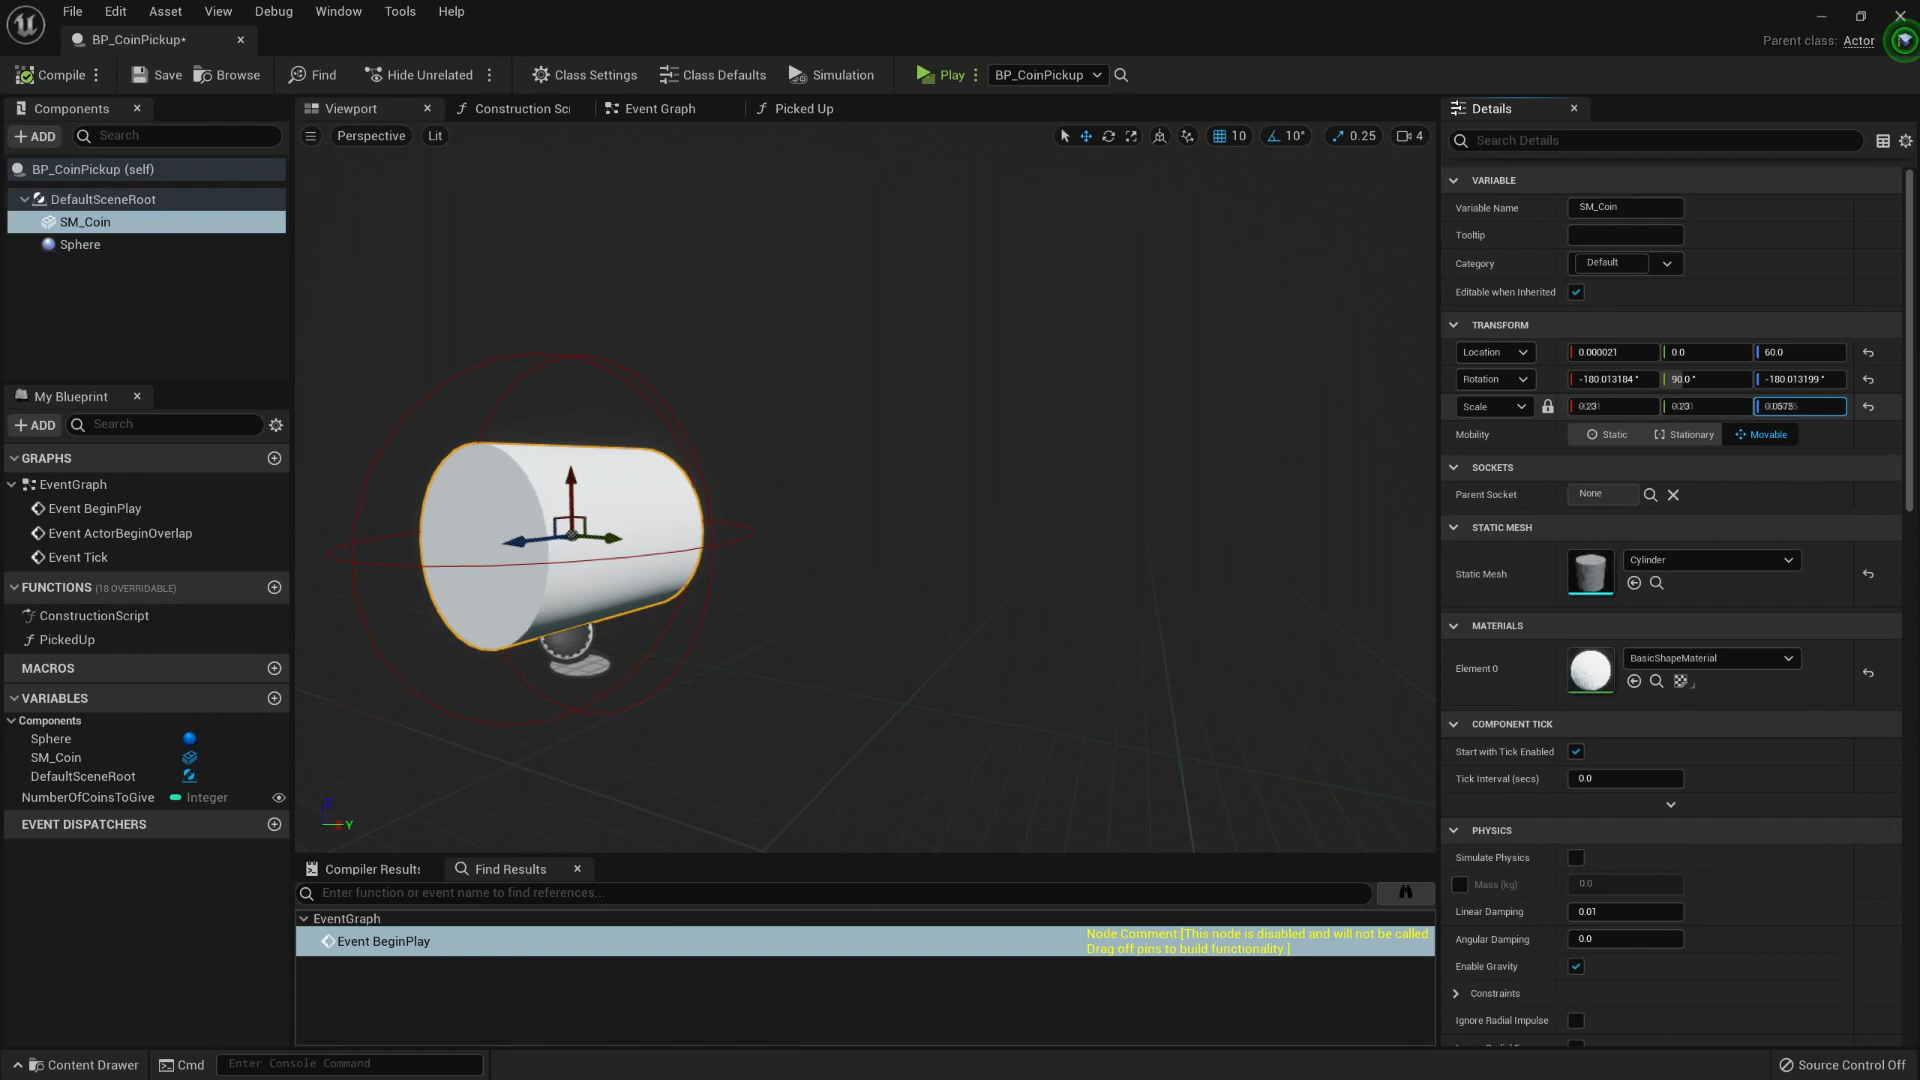 File Edit Asset View Debug Window Tools Help
BP_CoinPickup*
Parent class: Actor
Compile Save Browse Find Hide Unrelated Class Settings Class Defaults Simulation Play BP_CoinPickup
Components
ADD Search
BP_CoinPickup (self)
DefaultSceneRoot
SM_Coin
Sphere
My Blueprint
ADD Search
GRAPHS
EventGraph
Event BeginPlay
Event ActorBeginOverlap
Event Tick
FUNCTIONS (18 OVERRIDABLE)
ConstructionScript
PickedUp
MACROS
VARIABLES
Components
Sphere
SM_Coin
DefaultSceneRoot
NumberOfCoinsToGive Integer
EVENT DISPATCHERS
Viewport Construction Sc Event Graph Picked Up
Perspective Lit 10 10° 0.25 4
Z
Y
Compiler Results Find Results
Enter function or event name to find references...
EventGraph
Event BeginPlay
Node Comment:[This node is disabled and will not be called.
Drag off pins to build functionality.]
Details
Search Details
VARIABLE
Variable Name SM_Coin
Tooltip
Category Default
Editable when Inherited
TRANSFORM
Location 0.000021 0.0 60.0
Rotation -180.013184 ° 90.0 ° -180.013199 °
Scale
Mobility Static Stationary Movable
SOCKETS
Parent Socket None
STATIC MESH
Static Mesh Cylinder
MATERIALS
Element 0 BasicShapeMaterial
COMPONENT TICK
Start with Tick Enabled
Tick Interval (secs) 0.0
PHYSICS
Simulate Physics
Mass (kg) 0.0
Linear Damping 0.01
Angular Damping 0.0
Enable Gravity
Constraints
Ignore Radial Impulse
Content Drawer Cmd Enter Console Command Source Control Off